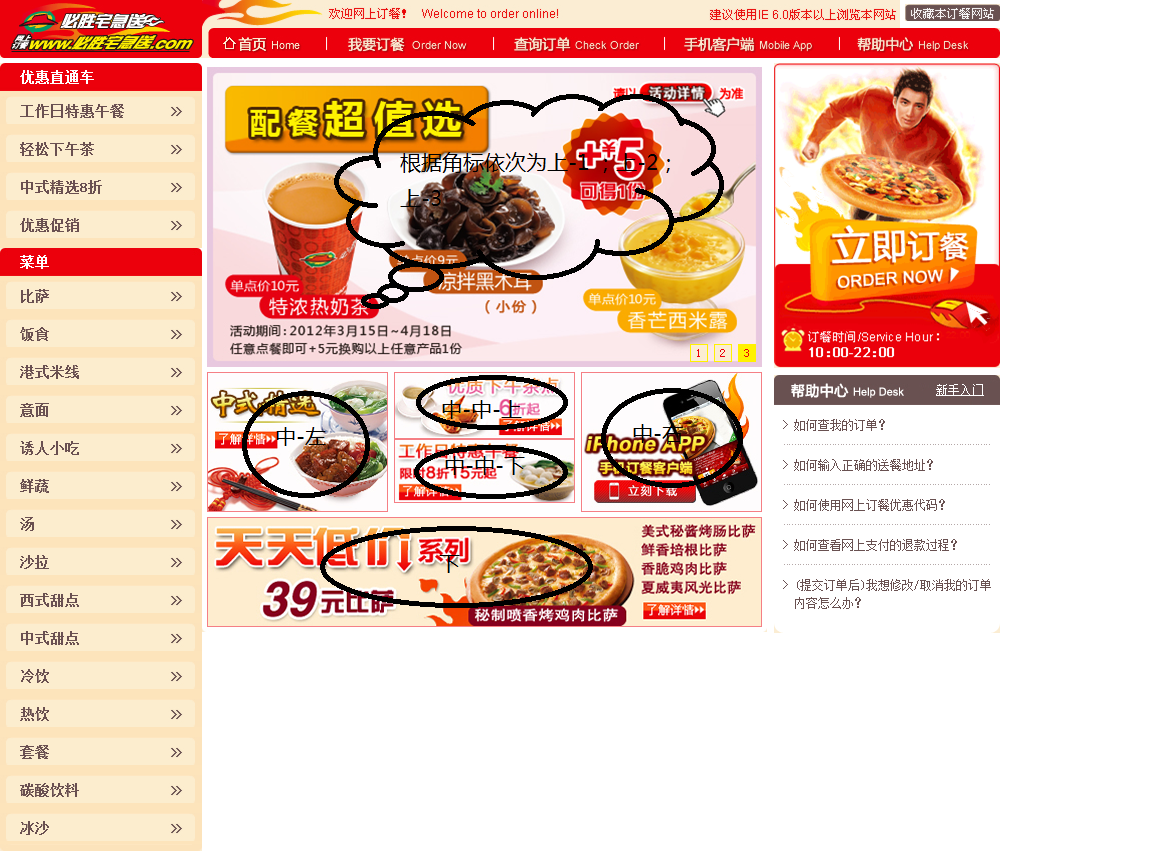 必胜宅急送
www.必胜宅急送.com
欢迎网上订餐! Welcome to order online!
建议使用IE 6.0版本以上浏览本网站
收藏本订餐网站
首页 Home
我要订餐 Order Now
查询订单 Check Order
手机客户端 Mobile App
帮助中心 Help Desk
优惠直通车
工作日特惠午餐
轻松下午茶
中式精选8折
优惠促销
菜单
比萨
饭食
港式米线
意面
诱人小吃
鲜蔬
汤
沙拉
西式甜点
中式甜点
冷饮
热饮
套餐
碳酸饮料
冰沙
配餐超值选
请以 活动详情 为准
+¥5
可得1份
根据角标依次为上-1；上-2；
上-3
单点价10元
特浓热奶茶
单点价9元
凉拌黑木耳
(小份)
单点价10元
香芒西米露
活动期间:2012年3月15日~4月18日
任意点餐即可+5元换购以上任意产品1份
1 2 3
中式精选
了解详情
中-左
优质下午茶点
6折起
了解详情
中-中-上
工作日特惠午餐
限时8折15元起
了解详情
中-中-下
iPhone APP
手机订餐客户端
立刻下载
中-右
天天低价系列
39元比萨
下
秘制喷香烤鸡肉比萨
美式秘酱烤肠比萨
鲜香培根比萨
香脆鸡肉比萨
夏威夷风光比萨
了解详情
立即订餐
ORDER NOW
订餐时间/Service Hour:
10:00-22:00
帮助中心 Help Desk
新手入门
如何查我的订单?
如何输入正确的送餐地址?
如何使用网上订餐优惠代码?
如何查看网上支付的退款过程?
(提交订单后)我想修改/取消我的订单
内容怎么办?